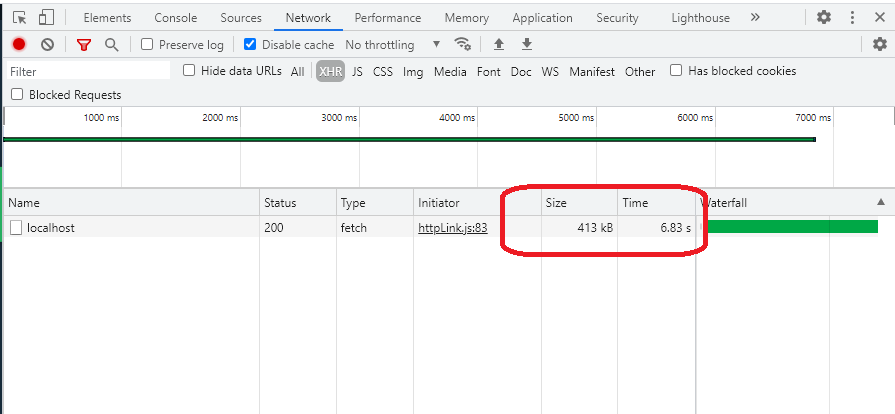 Elements Console Sources Network Performance Memory Application Security Lighthouse »
Preserve log Disable cache No throttling
Filter Hide data URLs All XHR JS CSS Img Media Font Doc WS Manifest Other Has blocked cookies
Blocked Requests
1000 ms 2000 ms 3000 ms 4000 ms 5000 ms 6000 ms 7000 ms
Name Status Type Initiator Size Time Waterfall
localhost 200 fetch httpLink.js:83 413 kB 6.83 s